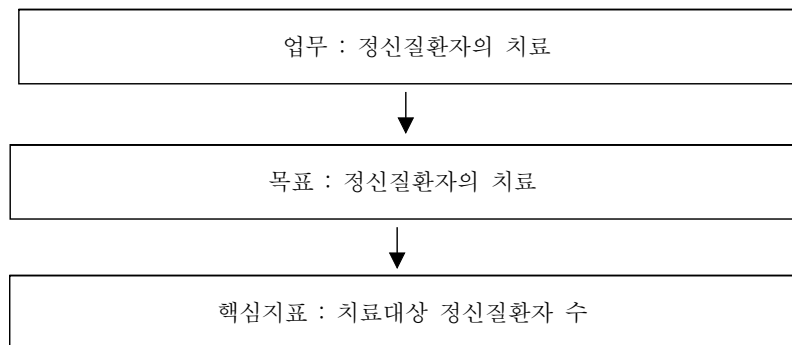 업무 : 정신질환자의 치료
목표 : 정신질환자의 치료
핵심지표 : 치료대상 정신질환자 수